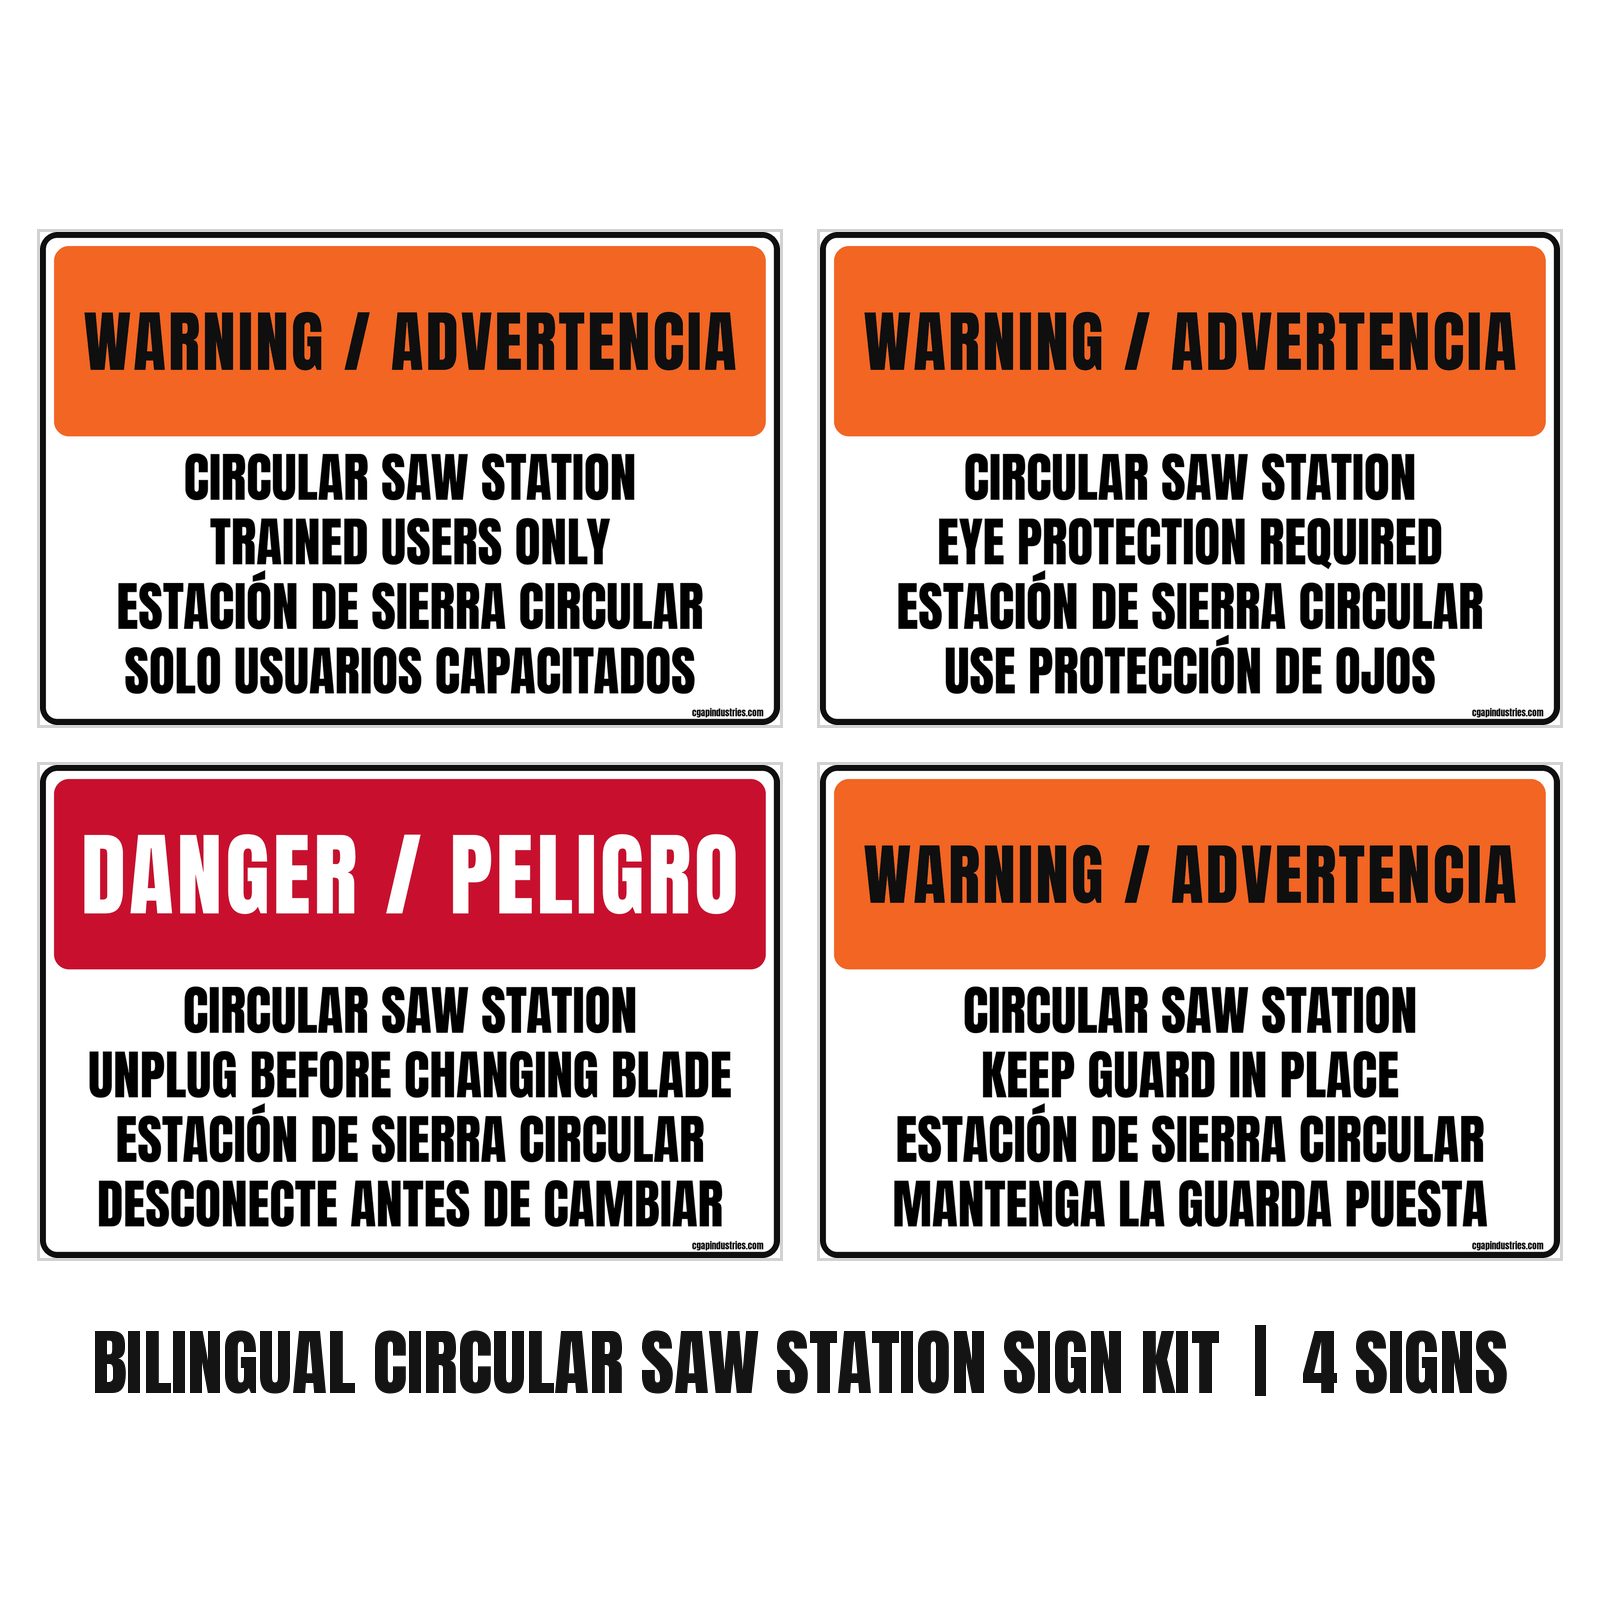 WARNING / ADVERTENCIA
CIRCULAR SAW STATION
TRAINED USERS ONLY
ESTACIÓN DE SIERRA CIRCULAR
SOLO USUARIOS CAPACITADOS
cgapindustries.com
WARNING / ADVERTENCIA
CIRCULAR SAW STATION
EYE PROTECTION REQUIRED
ESTACIÓN DE SIERRA CIRCULAR
USE PROTECCIÓN DE OJOS
cgapindustries.com
DANGER / PELIGRO
CIRCULAR SAW STATION
UNPLUG BEFORE CHANGING BLADE
ESTACIÓN DE SIERRA CIRCULAR
DESCONECTE ANTES DE CAMBIAR
cgapindustries.com
WARNING / ADVERTENCIA
CIRCULAR SAW STATION
KEEP GUARD IN PLACE
ESTACIÓN DE SIERRA CIRCULAR
MANTENGA LA GUARDA PUESTA
cgapindustries.com
BILINGUAL CIRCULAR SAW STATION SIGN KIT | 4 SIGNS